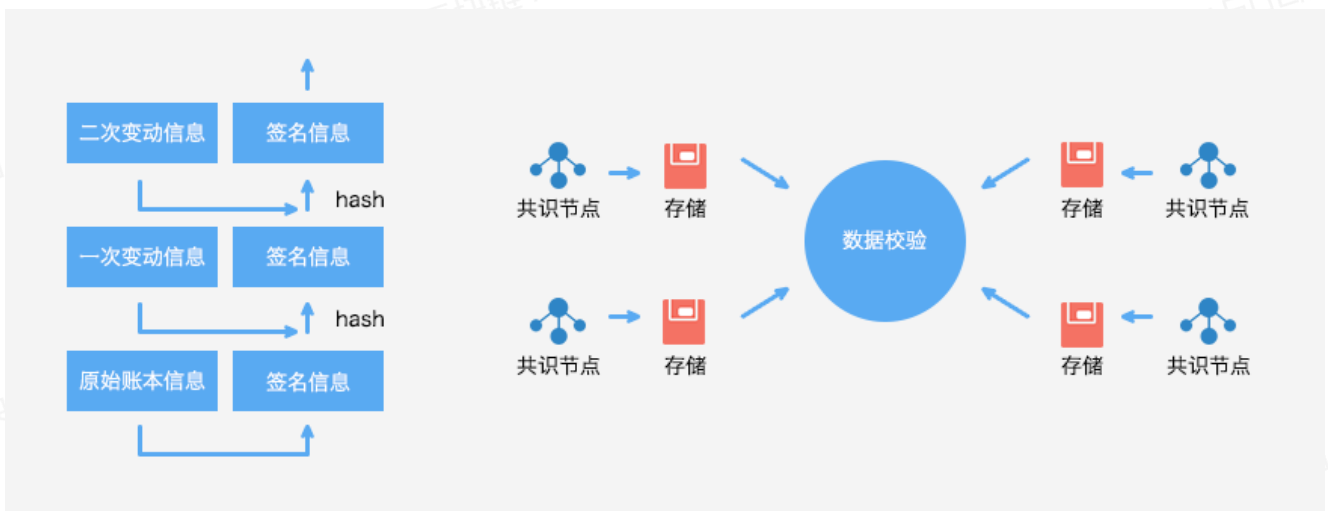 二次变动信息
签名信息
hash
一次变动信息
签名信息
hash
原始账本信息
签名信息
共识节点
存储
共识节点
存储
数据校验
存储
共识节点
存储
共识节点